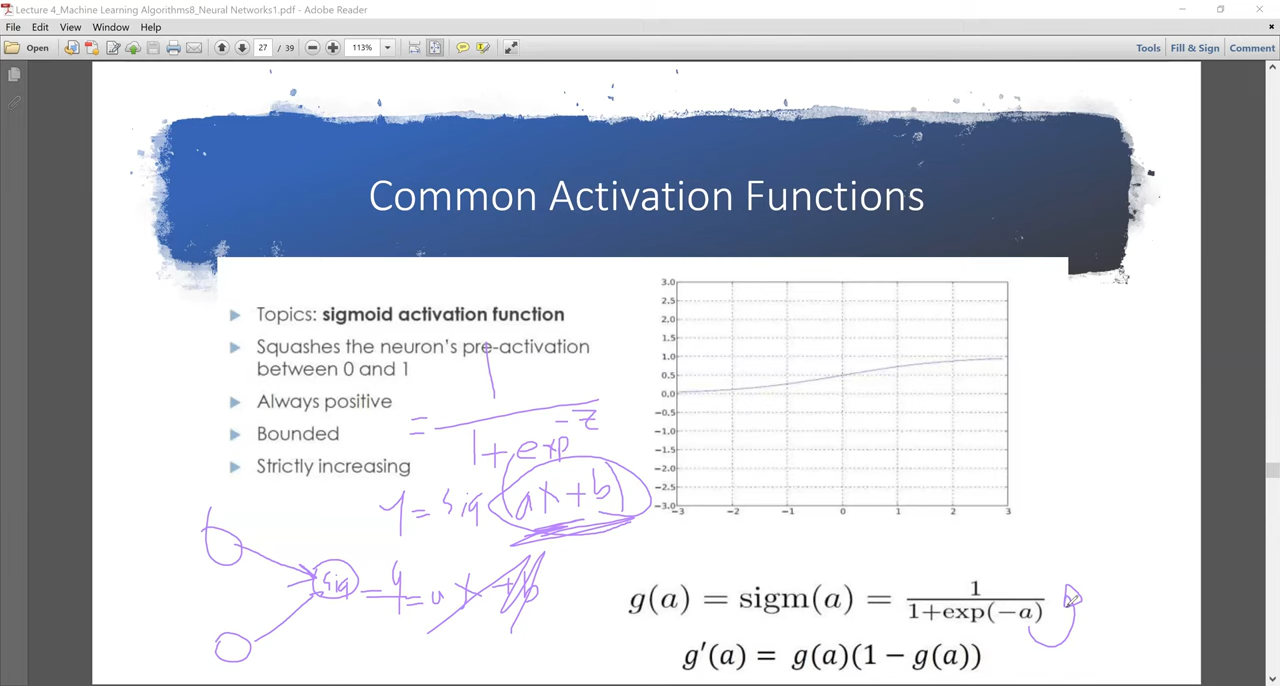 Lecture 4_Machine Learning Algorithms8_Neural Networks1.pdf - Adobe Reader
File Edit View Window Help
Open 27 / 39 113% Tools Fill & Sign Comment
Common Activation Functions
Topics: sigmoid activation function
Squashes the neuron's pre-activation
between 0 and 1
Always positive
Bounded
Strictly increasing
= 1 / 1+exp -z
y = sig (ax+b)
sig = y = ax+b
3.0
2.5
2.0
1.5
1.0
0.5
0.0
−0.5
−1.0
−1.5
−2.0
−2.5
−3.0
−3 −2 −1 0 1 2 3
g(a) = sigm(a) = 1 / 1+exp(−a)
g′(a) = g(a)(1 − g(a))